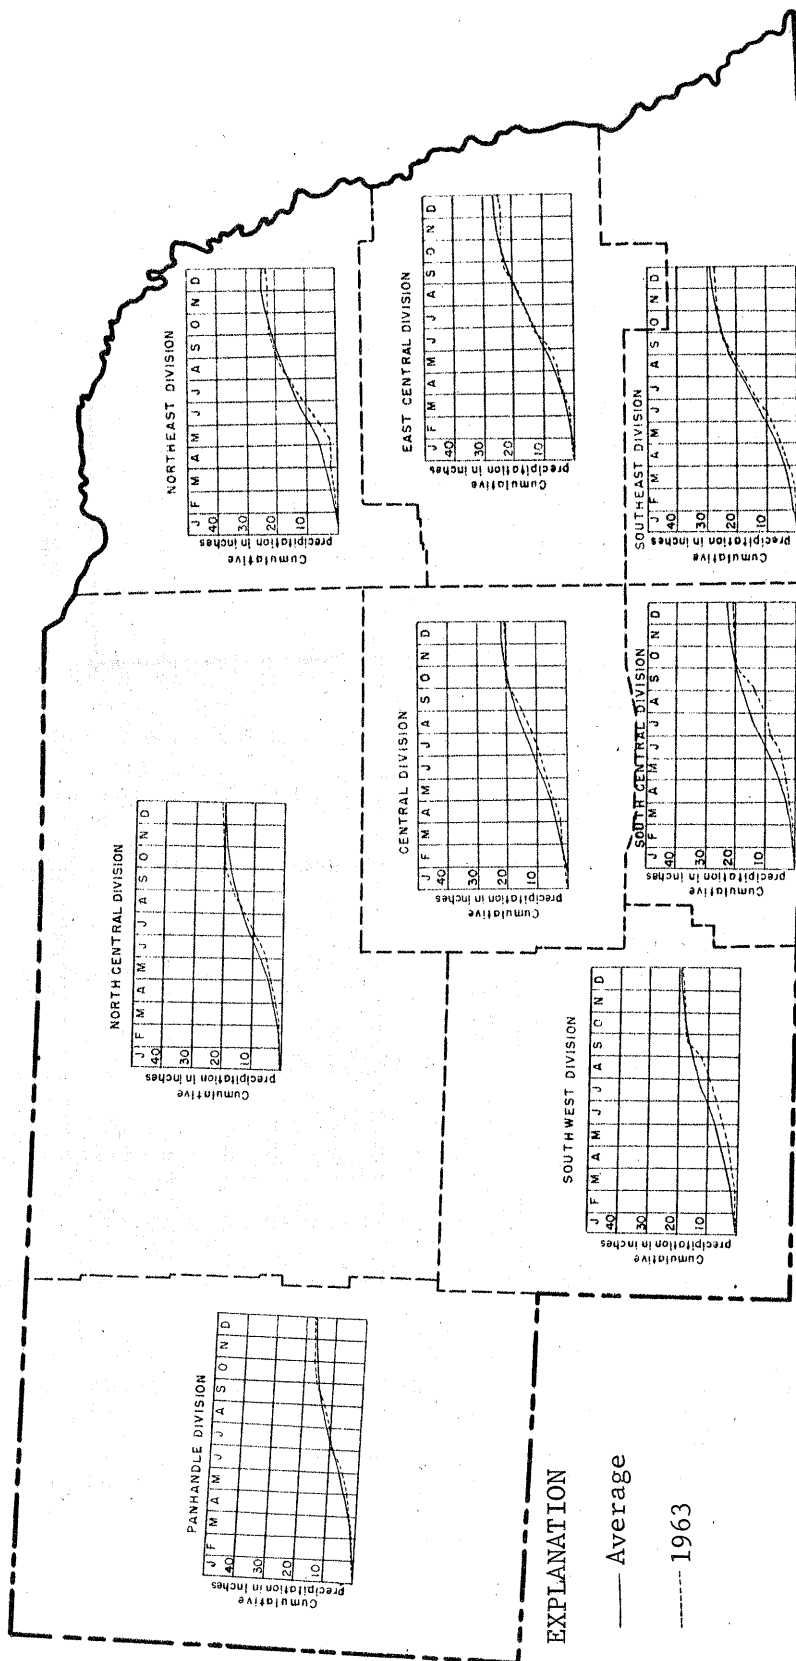 PANHANDLE DIVISION
J F M A M J J A S O N D
40
30
20
10
Cumulative
precipitation in inches
NORTH CENTRAL DIVISION
J F M A M J J A S O N D
40
30
20
10
Cumulative
precipitation in inches
NORTHEAST DIVISION
J F M A M J J A S O N D
40
30
20
10
Cumulative
precipitation in inches
CENTRAL DIVISION
J F M A M J J A S O N D
40
30
20
10
Cumulative
precipitation in inches
EAST CENTRAL DIVISION
J F M A M J J A S O N D
40
30
20
10
Cumulative
precipitation in inches
SOUTHWEST DIVISION
J F M A M J J A S O N D
40
30
20
10
Cumulative
precipitation in inches
SOUTH CENTRAL DIVISION
J F M A M J J A S O N D
40
30
20
10
Cumulative
precipitation in inches
SOUTHEAST DIVISION
J F M A M J J A S O N D
40
30
20
10
Cumulative
precipitation in inches
EXPLANATION
Average
1963